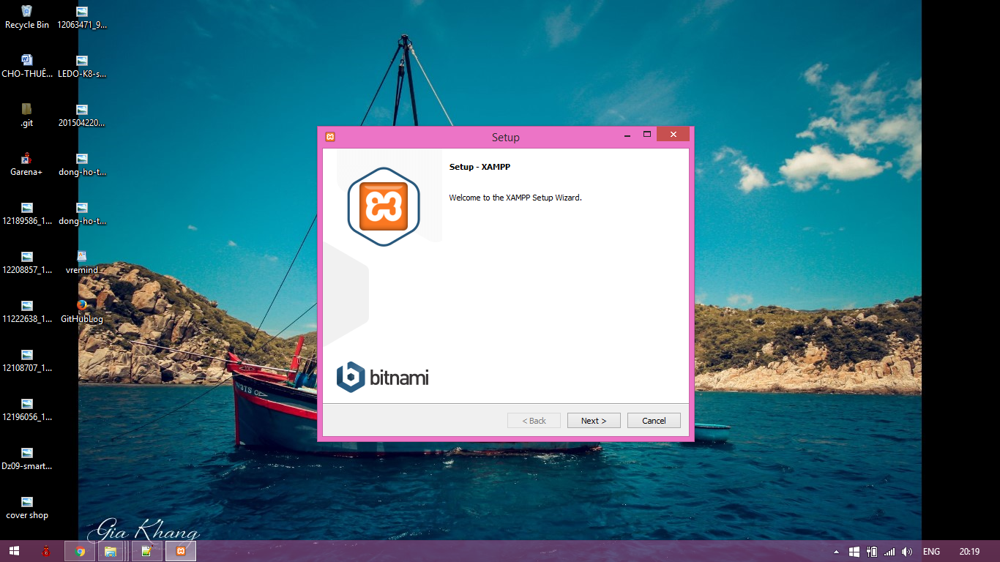 Recycle Bin
12063471_9...
CHO-THUÊ...
LEDO-K8-s...
.git
201504220...
Garena+
dong-ho-t...
12189586_1...
dong-ho-t...
12208857_1...
vremind
11222638_1...
GitHubLog
12108707_1...
12196056_1...
Dz09-smart...
cover shop
Setup
Setup - XAMPP
Welcome to the XAMPP Setup Wizard.
bitnami
< Back
Next >
Cancel
Gia Khang
ENG
20:19